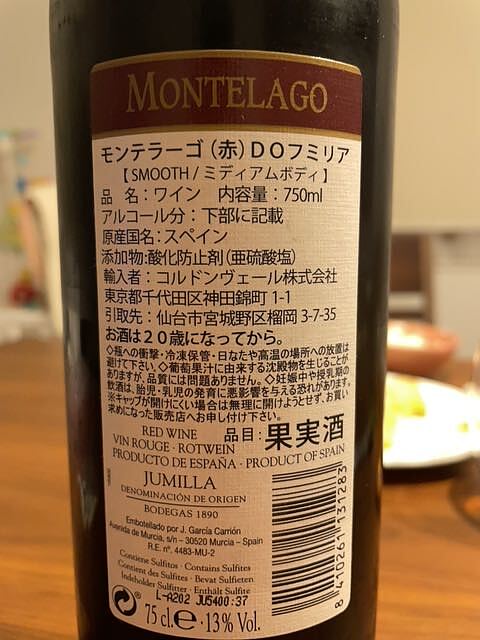 MONTELAGO
モンテラーゴ（赤）DOフミリア
【 SMOOTH / ミディアムボディ 】
品　名：ワイン　内容量：750ml
アルコール分：下部に記載
原産国名：スペイン
添加物：酸化防止剤（亜硫酸塩）
輸入者：コルドンヴェール株式会社
東京都千代田区神田錦町 1-1
引取先：仙台市宮城野区榴岡 3-7-35
お酒は２０歳になってから。
◇瓶への衝撃・冷凍保管・日なたや高温の場所への放置は
避けて下さい。◇葡萄果汁に由来する沈殿物を生じることが
ありますが、品質には問題ありません。◇妊娠中や授乳期の
飲酒は、胎児・乳児の発育に悪影響を与える恐れがあります。
※キャップが開けにくい場合は無理に開けようとせず、お買い
求めになった販売店へお申し付け下さい。
RED WINE 品目：果実酒
VIN ROUGE · ROTWEIN
PRODUCTO DE ESPAÑA · PRODUCT OF SPAIN
JUMILLA
DENOMINACIÓN DE ORIGEN
BODEGAS 1890
Embotellado por J. García Carrión
Avenida de Murcia, s/n – 30520 Murcia – Spain
R.E. nº. 4483-MU-2
Contiene Sulfitos · Contains Sulfites
Contient des Sulfites · Bevat Sulfieten
Indeholder Sulfitter · Enthält Sulfite
L-A202 JU5400:37
75 cl. e · 13% Vol.
8 410261 131283